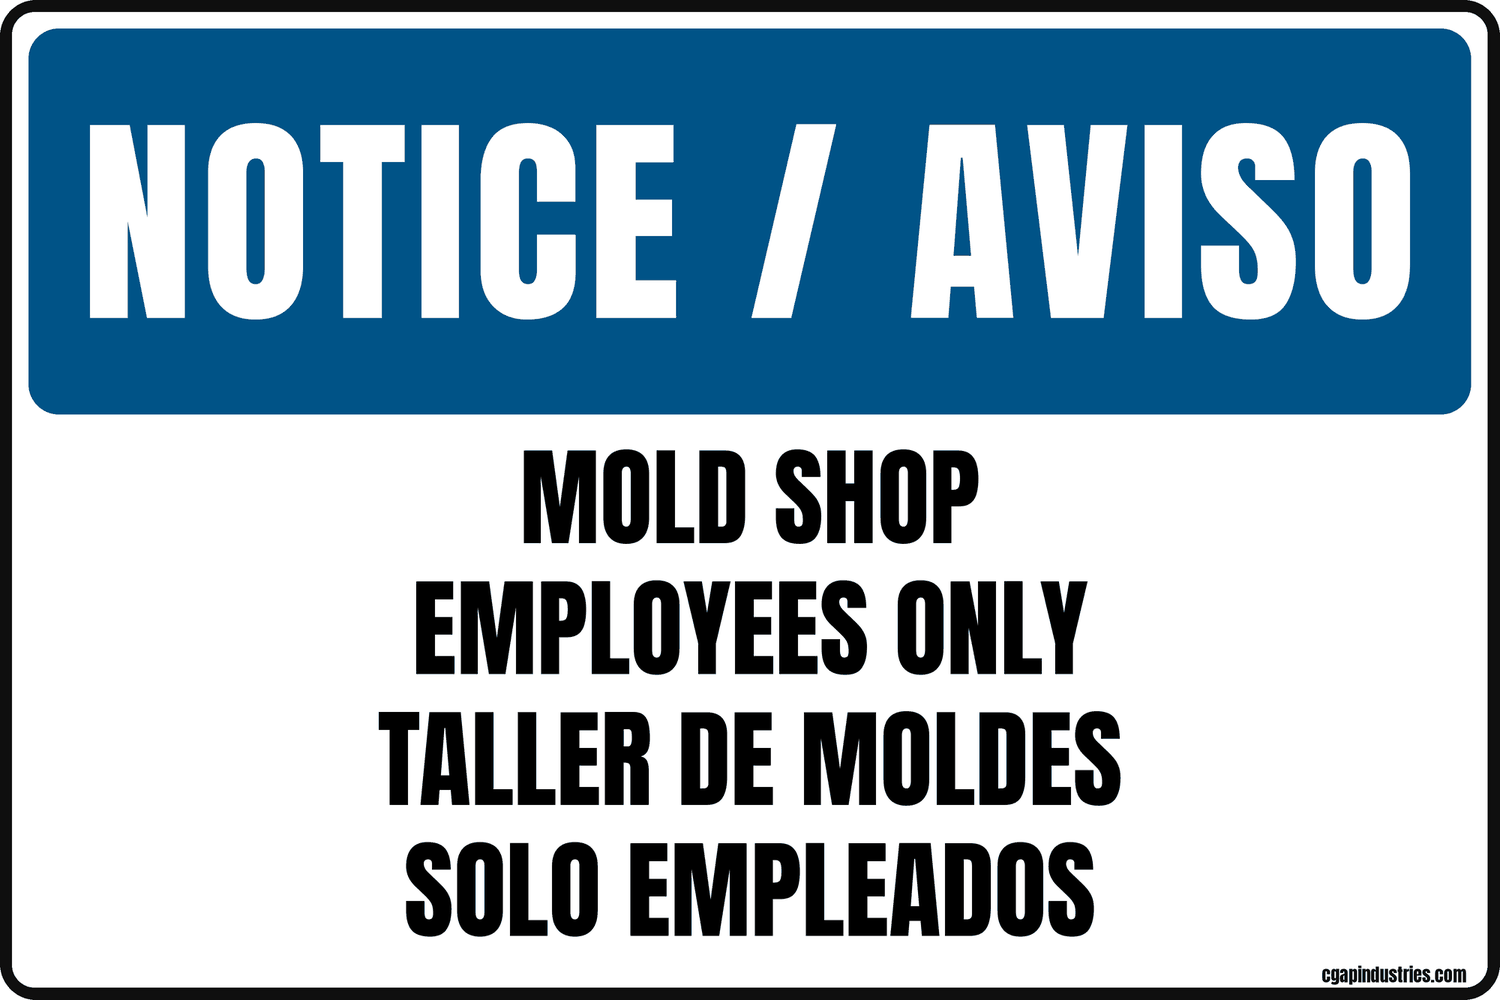 NOTICE / AVISO
MOLD SHOP
EMPLOYEES ONLY
TALLER DE MOLDES
SOLO EMPLEADOS
cgapindustries.com